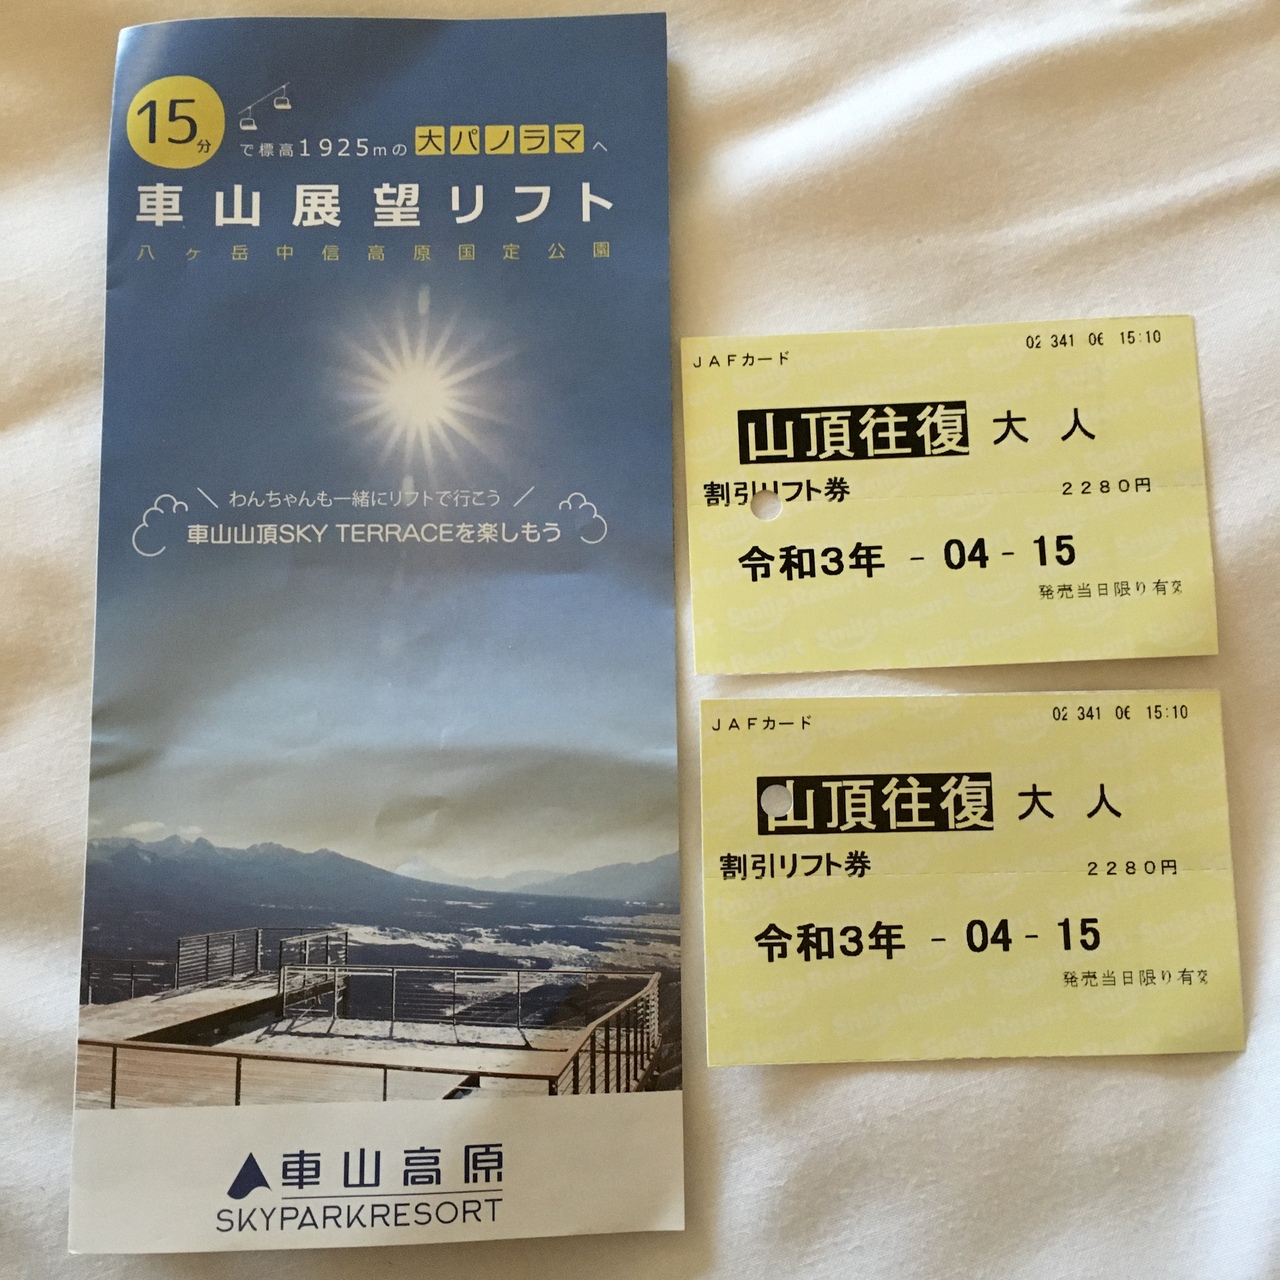 15分で標高1925mの大パノラマへ
車山展望リフト
八ヶ岳中信高原国定公園
わんちゃんも一緒にリフトで行こう
車山山頂SKY TERRACEを楽しもう
車山高原
SKYPARKRESORT
JAFカード 02 341 06 15:10
山頂往復 大人
割引リフト券 2280円
令和3年 - 04 - 15
発売当日限り有効
JAFカード 02 341 06 15:10
山頂往復 大人
割引リフト券 2280円
令和3年 - 04 - 15
発売当日限り有効